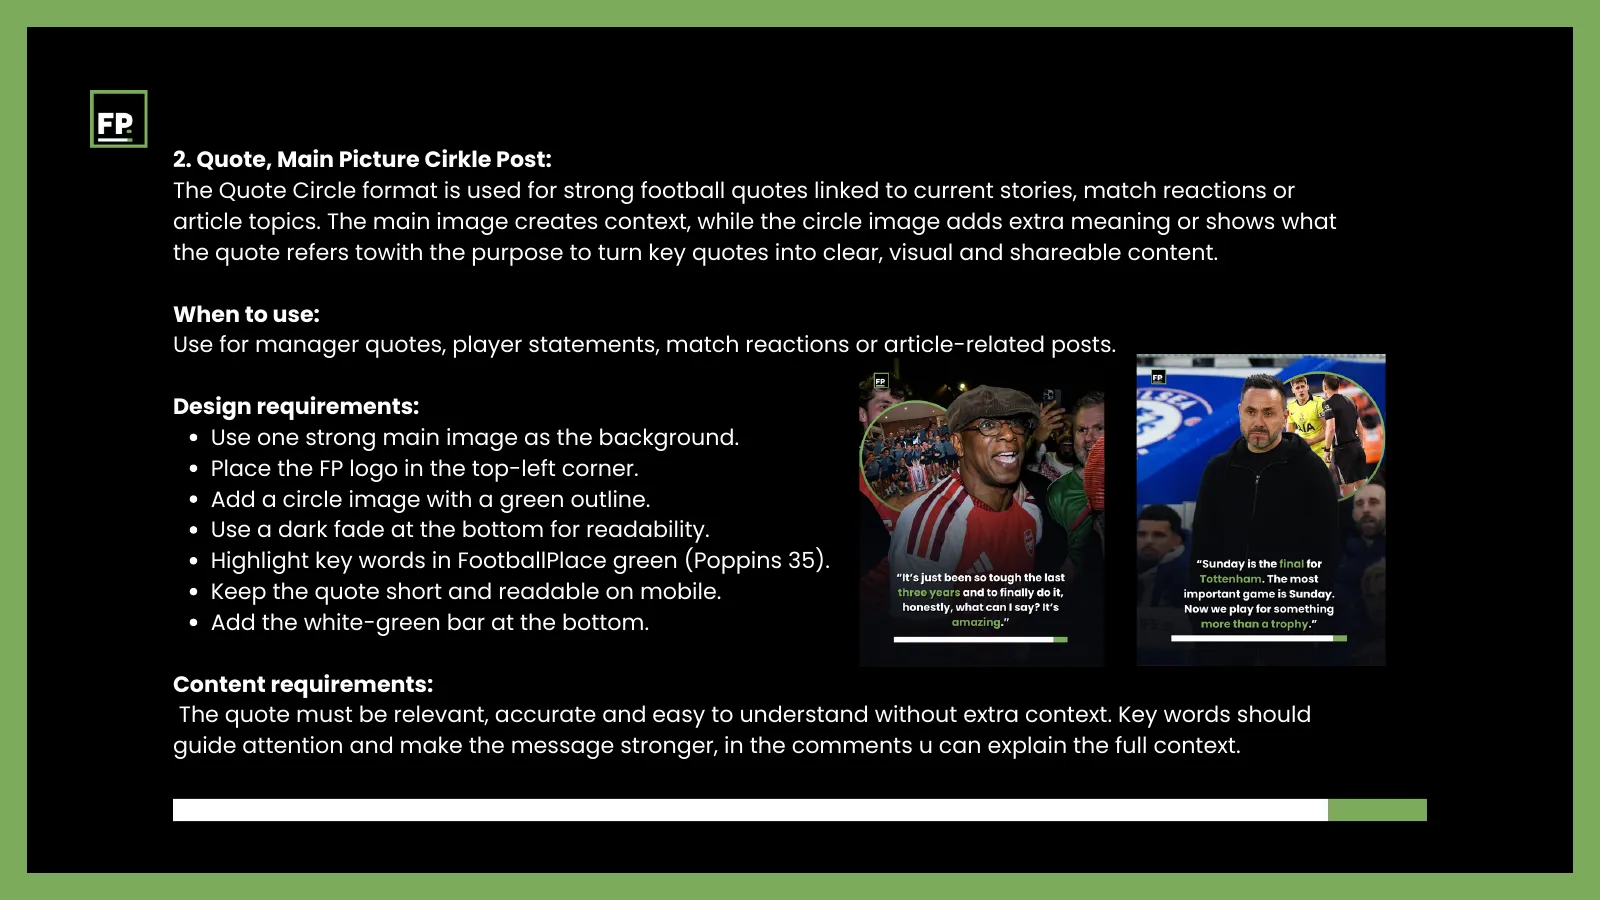 FP.
2. Quote, Main Picture Cirkle Post:
The Quote Circle format is used for strong football quotes linked to current stories, match reactions or
article topics. The main image creates context, while the circle image adds extra meaning or shows what
the quote refers towith the purpose to turn key quotes into clear, visual and shareable content.
When to use:
Use for manager quotes, player statements, match reactions or article-related posts.
Design requirements:
• Use one strong main image as the background.
• Place the FP logo in the top-left corner.
• Add a circle image with a green outline.
• Use a dark fade at the bottom for readability.
• Highlight key words in FootballPlace green (Poppins 35).
• Keep the quote short and readable on mobile.
• Add the white-green bar at the bottom.
FP
“It’s just been so tough the last
three years and to finally do it,
honestly, what can I say? It’s
amazing.”
FP
“Sunday is the final for
Tottenham. The most
important game is Sunday.
Now we play for something
more than a trophy.”
Content requirements:
The quote must be relevant, accurate and easy to understand without extra context. Key words should
guide attention and make the message stronger, in the comments u can explain the full context.